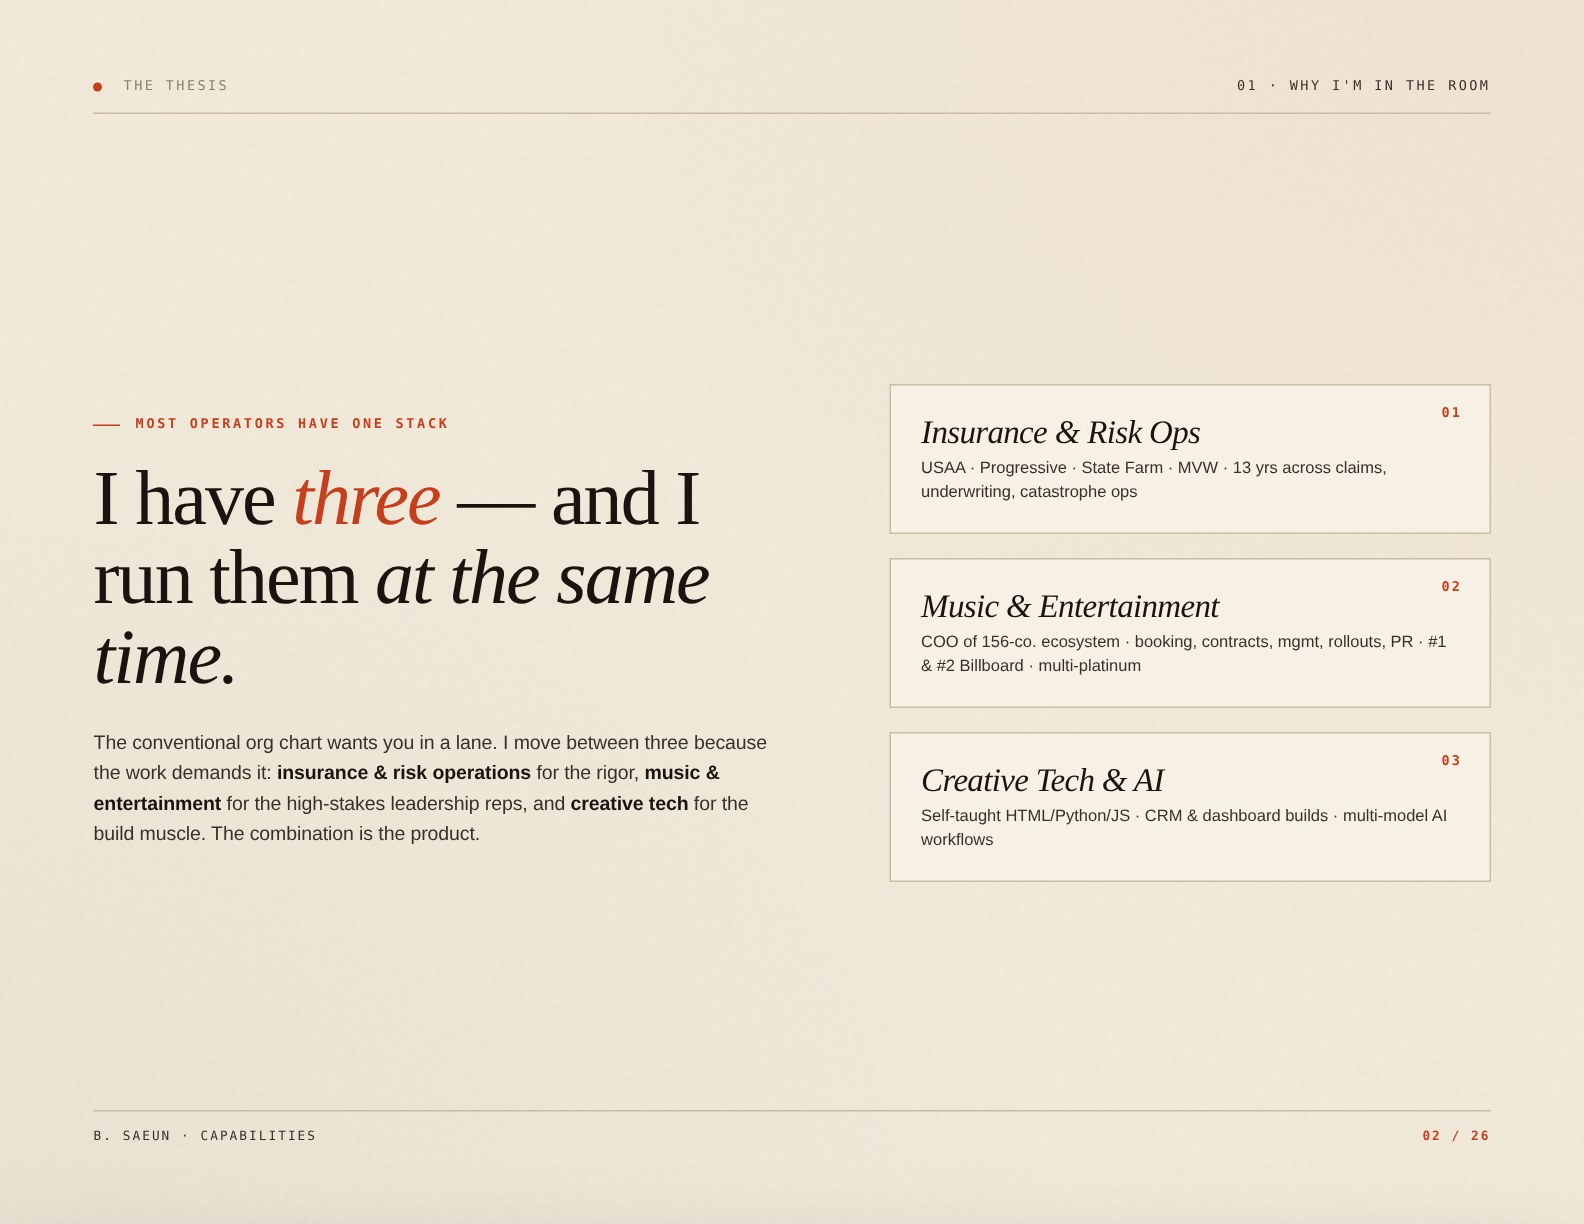 THE THESIS
01 · WHY I'M IN THE ROOM
MOST OPERATORS HAVE ONE STACK
I have three — and I
run them at the same
time.
The conventional org chart wants you in a lane. I move between three because
the work demands it: insurance & risk operations for the rigor, music &
entertainment for the high-stakes leadership reps, and creative tech for the
build muscle. The combination is the product.
01
Insurance & Risk Ops
USAA · Progressive · State Farm · MVW · 13 yrs across claims,
underwriting, catastrophe ops
02
Music & Entertainment
COO of 156-co. ecosystem · booking, contracts, mgmt, rollouts, PR · #1
& #2 Billboard · multi-platinum
03
Creative Tech & AI
Self-taught HTML/Python/JS · CRM & dashboard builds · multi-model AI
workflows
B. SAEUN · CAPABILITIES
02 / 26